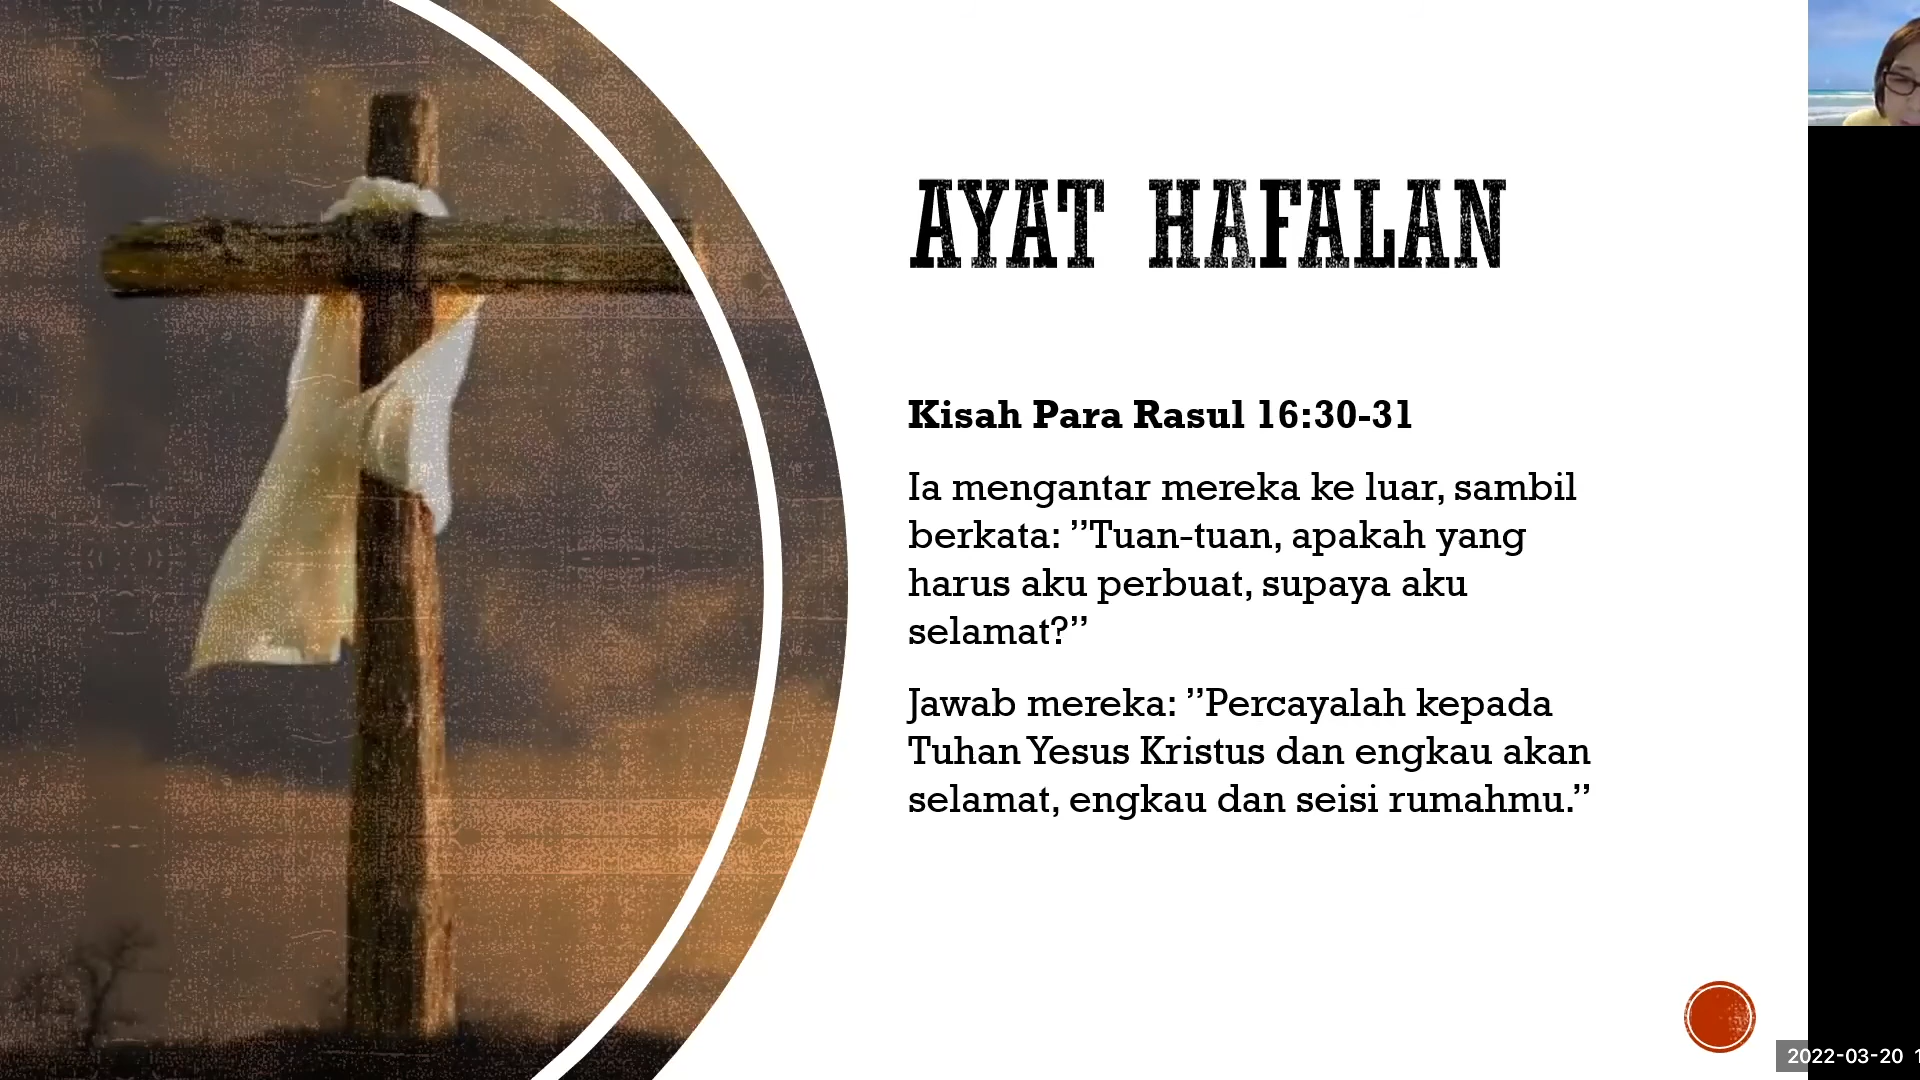 AYAT HAFALAN
Kisah Para Rasul 16:30-31
Ia mengantar mereka ke luar, sambil
berkata: ”Tuan-tuan, apakah yang
harus aku perbuat, supaya aku
selamat?”
Jawab mereka: ”Percayalah kepada
Tuhan Yesus Kristus dan engkau akan
selamat, engkau dan seisi rumahmu.”
2022-03-20